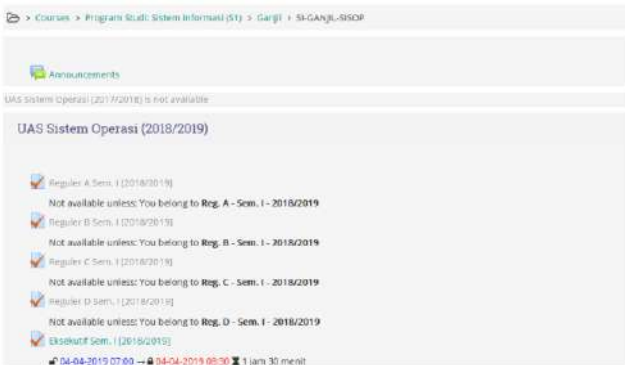 > Courses > Program Studi: Sistem Informasi (S1) > Ganjil > SI-GANJIL-SISOP
Announcements
UAS Sistem Operasi (2017/2018) is not available
UAS Sistem Operasi (2018/2019)
Reguler A Sem. I [2018/2019]
Not available unless: You belong to Reg. A - Sem. I - 2018/2019
Reguler B Sem. I [2018/2019]
Not available unless: You belong to Reg. B - Sem. I - 2018/2019
Reguler C Sem. I [2018/2019]
Not available unless: You belong to Reg. C - Sem. I - 2018/2019
Reguler D Sem. I [2018/2019]
Not available unless: You belong to Reg. D - Sem. I - 2018/2019
Eksekutif Sem. I [2018/2019]
04-04-2019 07:00 → 04-04-2019 08:30 1 jam 30 menit